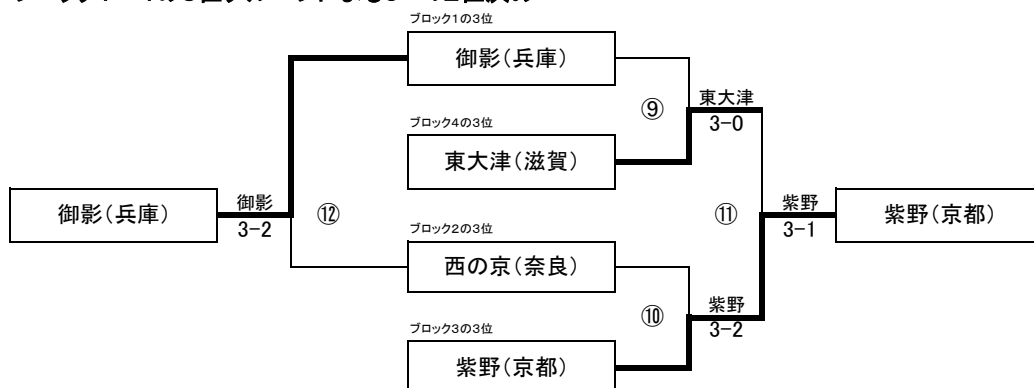 ブロック1の3位
御影(兵庫)
⑨
東大津
3-0
ブロック4の3位
東大津(滋賀)
御影(兵庫)
御影
3-2
⑫
⑪
紫野
3-1
紫野(京都)
ブロック2の3位
西の京(奈良)
⑩
紫野
3-2
ブロック3の3位
紫野(京都)